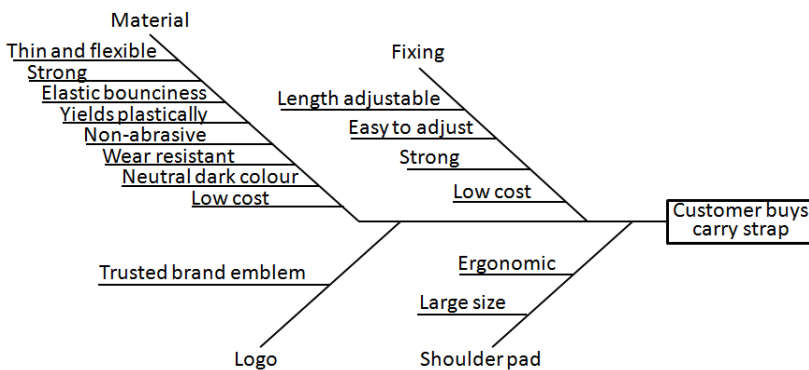 Material
Thin and flexible
Strong
Elastic bounciness
Yields plastically
Non-abrasive
Wear resistant
Neutral dark colour
Low cost
Fixing
Length adjustable
Easy to adjust
Strong
Low cost
Customer buys
carry strap
Trusted brand emblem
Logo
Ergonomic
Large size
Shoulder pad